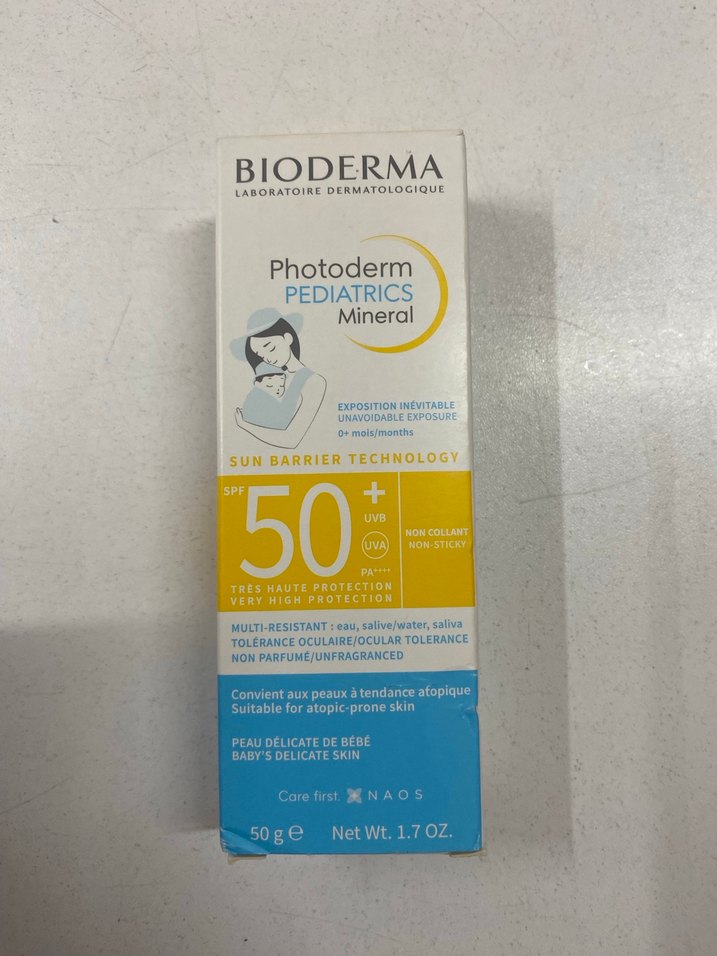 BIODERMA
LABORATOIRE DERMATOLOGIQUE
Photoderm
PEDIATRICS
Mineral
EXPOSITION INÉVITABLE
UNAVOIDABLE EXPOSURE
0+ mois/months
SUN BARRIER TECHNOLOGY
SPF 50+
UVB
UVA
PA++++
NON COLLANT
NON-STICKY
TRÈS HAUTE PROTECTION
VERY HIGH PROTECTION
MULTI-RESISTANT : eau, salive/water, saliva
TOLÉRANCE OCULAIRE/OCULAR TOLERANCE
NON PARFUMÉ/UNFRAGRANCED
Convient aux peaux à tendance atopique
Suitable for atopic-prone skin
PEAU DÉLICATE DE BÉBÉ
BABY'S DELICATE SKIN
Care first. NAOS
50 g ℮ Net Wt. 1.7 OZ.